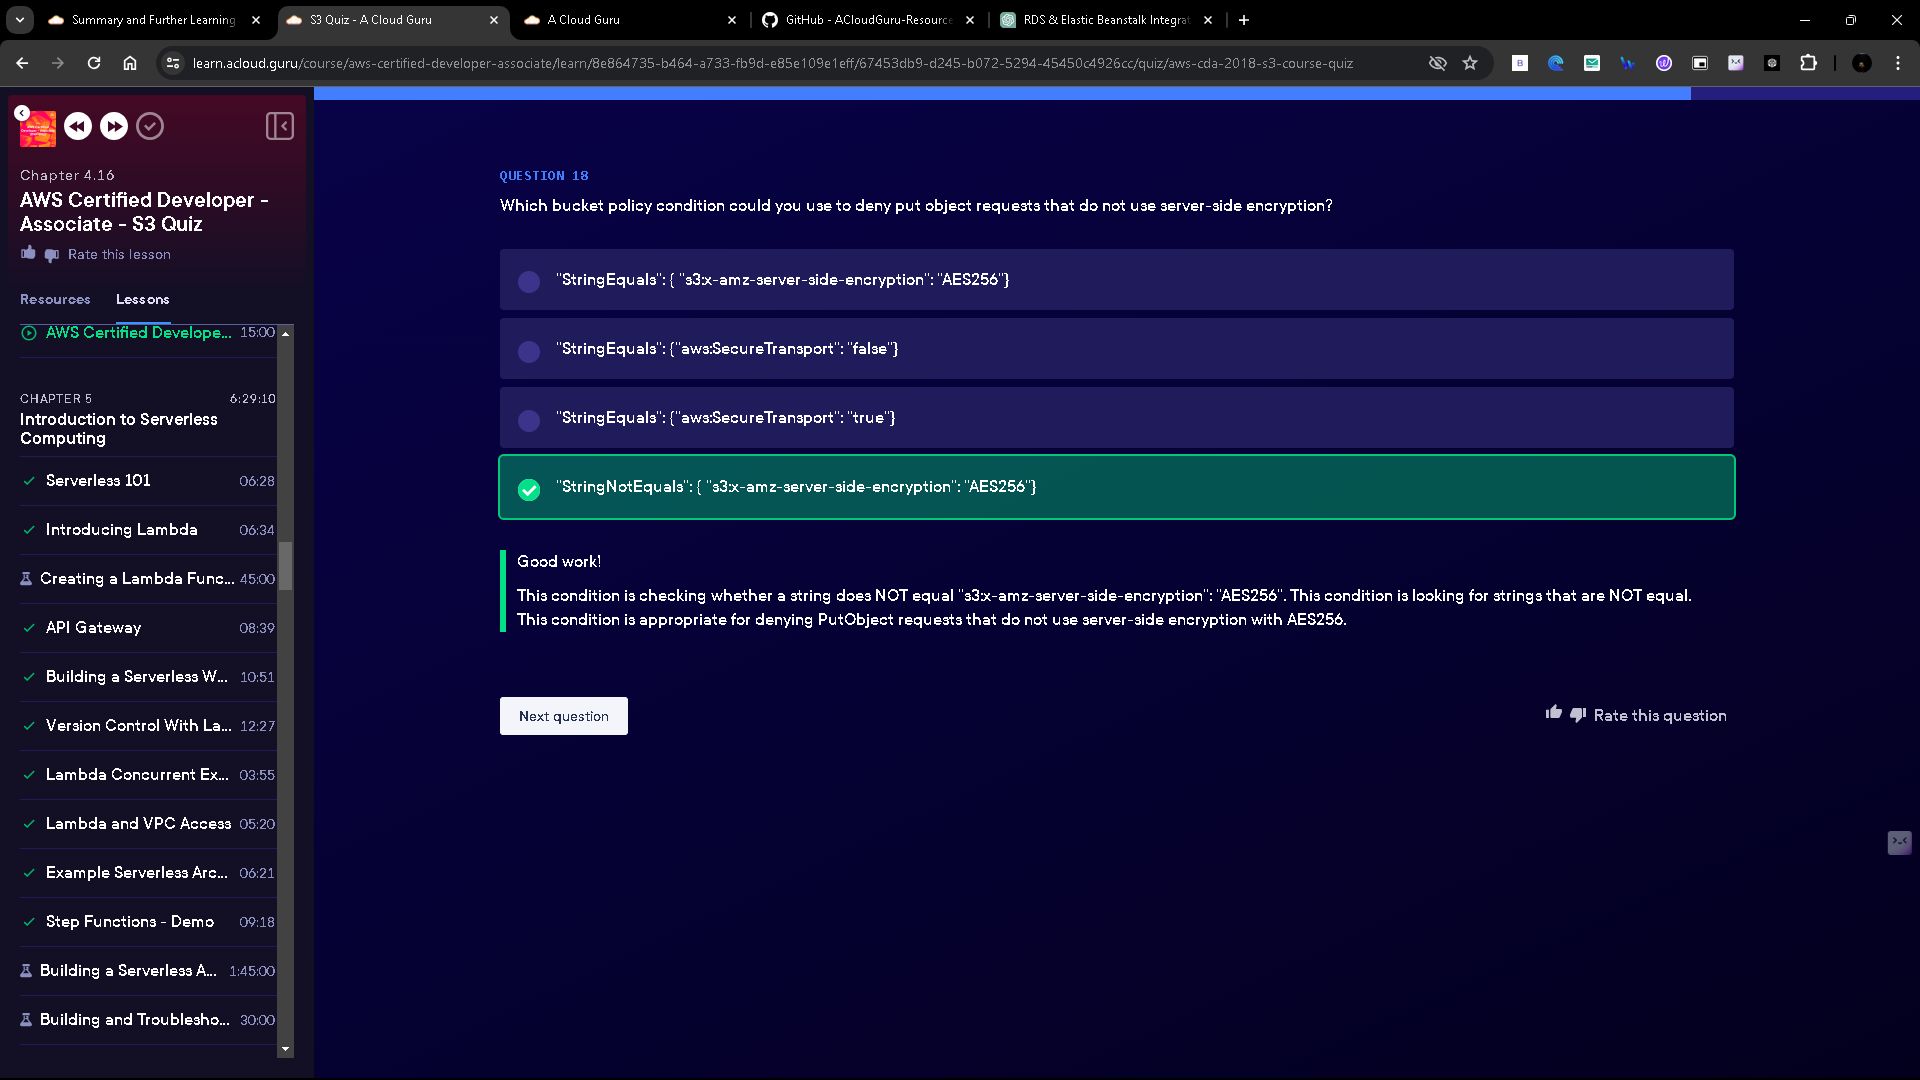 Summary and Further Learning
S3 Quiz - A Cloud Guru
A Cloud Guru
GitHub - ACloudGuru-Resource
RDS & Elastic Beanstalk Integrat
learn.acloud.guru/course/aws-certified-developer-associate/learn/8e864735-b464-a733-fb9d-e85e109e1eff/67453db9-d245-b072-5294-45450c4926cc/quiz/aws-cda-2018-s3-course-quiz
Chapter 4.16
AWS Certified Developer -
Associate - S3 Quiz
Rate this lesson
Resources Lessons
AWS Certified Develope... 15:00
CHAPTER 5 6:29:10
Introduction to Serverless
Computing
Serverless 101 06:28
Introducing Lambda 06:34
Creating a Lambda Func... 45:00
API Gateway 08:39
Building a Serverless W... 10:51
Version Control With La... 12:27
Lambda Concurrent Ex... 03:55
Lambda and VPC Access 05:20
Example Serverless Arc... 06:21
Step Functions - Demo 09:18
Building a Serverless A... 1:45:00
Building and Troublesho... 30:00
QUESTION 18
Which bucket policy condition could you use to deny put object requests that do not use server-side encryption?
"StringEquals": { "s3:x-amz-server-side-encryption": "AES256"}
"StringEquals": {"aws:SecureTransport": "false"}
"StringEquals": {"aws:SecureTransport": "true"}
"StringNotEquals": { "s3:x-amz-server-side-encryption": "AES256"}
Good work!
This condition is checking whether a string does NOT equal "s3:x-amz-server-side-encryption": "AES256". This condition is looking for strings that are NOT equal.
This condition is appropriate for denying PutObject requests that do not use server-side encryption with AES256.
Next question
Rate this question